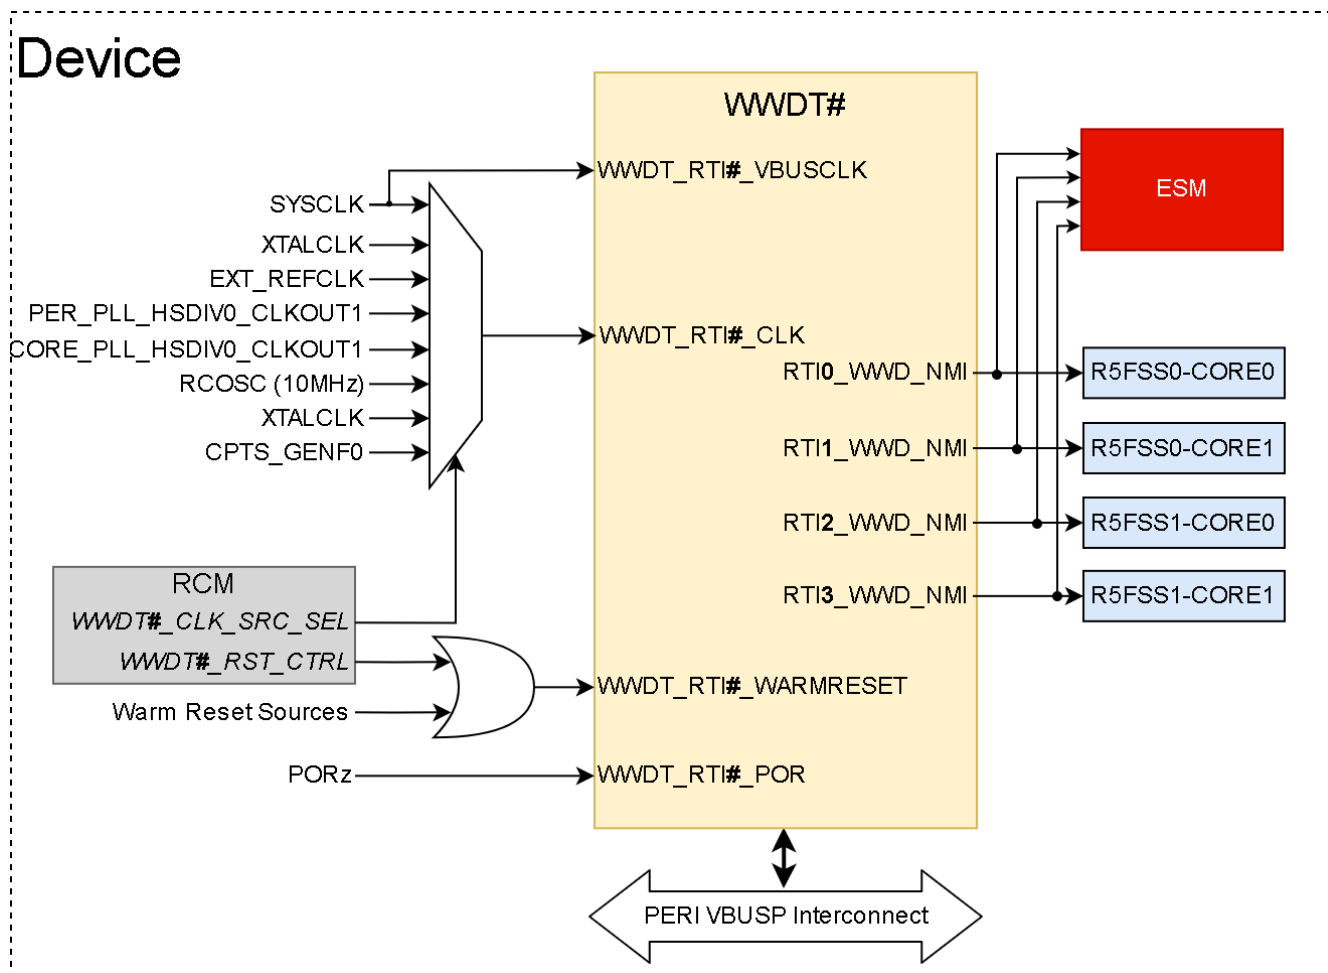 Device
WWDT#
WWDT_RTI#_VBUSCLK
SYSCLK
XTALCLK
EXT_REFCLK
PER_PLL_HSDIV0_CLKOUT1
CORE_PLL_HSDIV0_CLKOUT1
RCOSC (10MHz)
XTALCLK
CPTS_GENF0
WWDT_RTI#_CLK
RTI0_WWD_NMI
RTI1_WWD_NMI
RTI2_WWD_NMI
RTI3_WWD_NMI
ESM
R5FSS0-CORE0
R5FSS0-CORE1
R5FSS1-CORE0
R5FSS1-CORE1
RCM
WWDT#_CLK_SRC_SEL
WWDT#_RST_CTRL
Warm Reset Sources
WWDT_RTI#_WARMRESET
PORz
WWDT_RTI#_POR
PERI VBUSP Interconnect